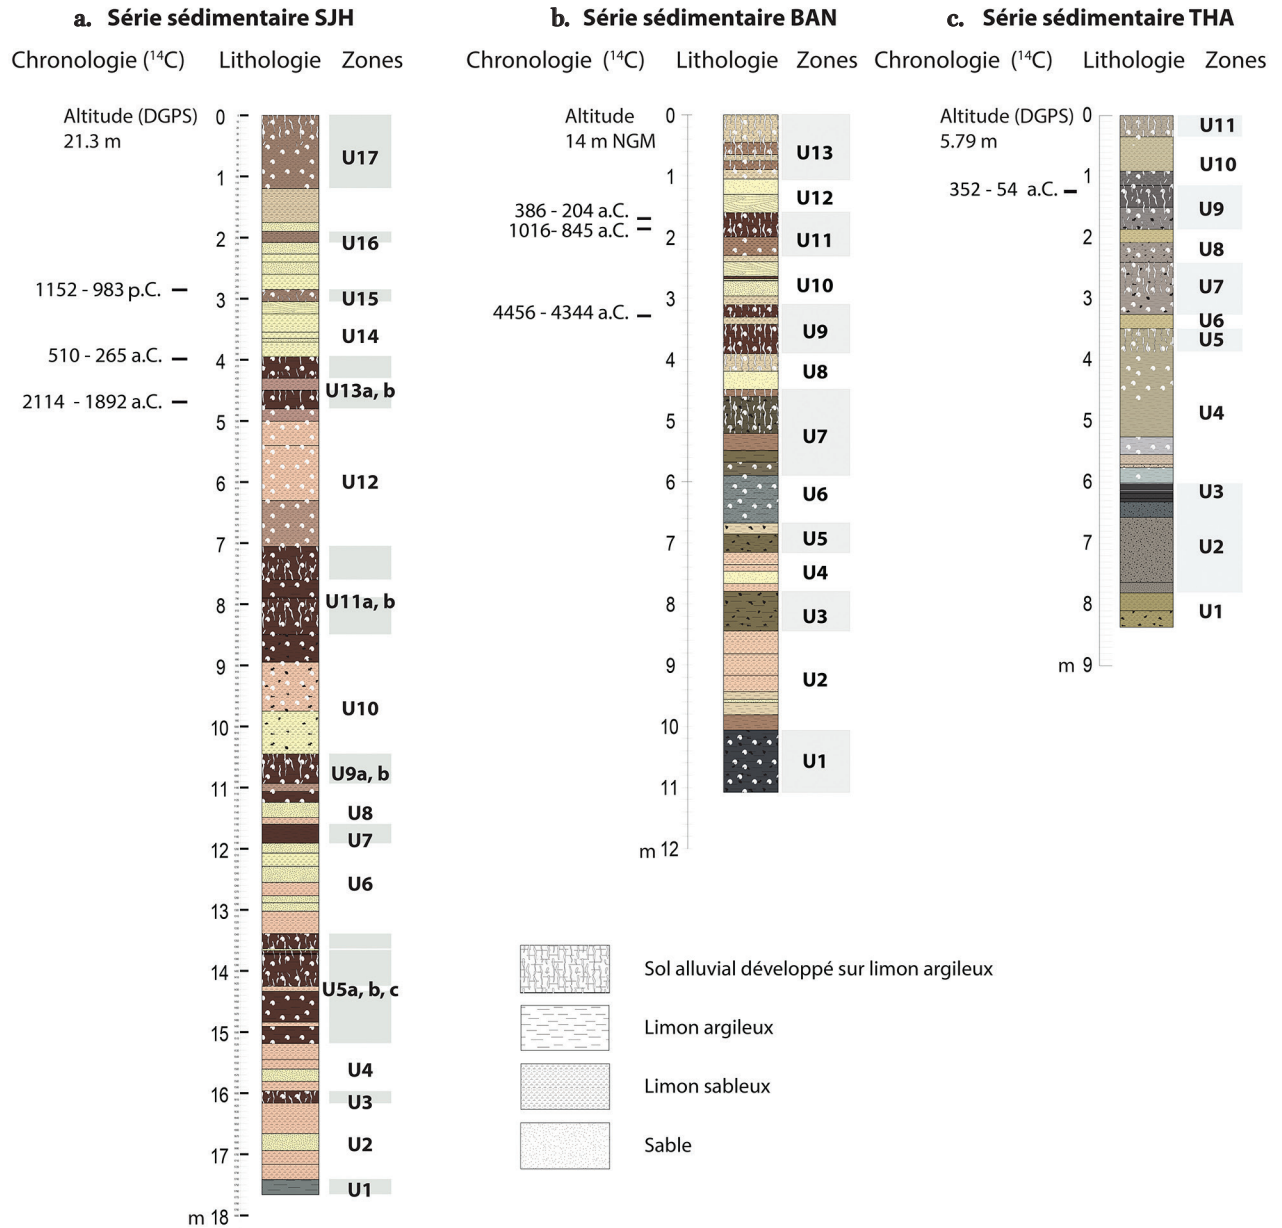 a. Série sédimentaire SJH
Chronologie (¹⁴C) Lithologie Zones
Altitude (DGPS)
21.3 m
0
1
2
3
4
5
6
7
8
9
10
11
12
13
14
15
16
17
m 18
1152 - 983 p.C.
510 - 265 a.C.
2114 - 1892 a.C.
U17
U16
U15
U14
U13a, b
U12
U11a, b
U10
U9a, b
U8
U7
U6
U5a, b, c
U4
U3
U2
U1
b. Série sédimentaire BAN
Chronologie (¹⁴C) Lithologie Zones
Altitude
14 m NGM
0
1
2
3
4
5
6
7
8
9
10
11
m 12
386 - 204 a.C.
1016- 845 a.C.
4456 - 4344 a.C.
U13
U12
U11
U10
U9
U8
U7
U6
U5
U4
U3
U2
U1
c. Série sédimentaire THA
Chronologie (¹⁴C) Lithologie Zones
Altitude (DGPS)
5.79 m
0
1
2
3
4
5
6
7
8
m 9
352 - 54 a.C.
U11
U10
U9
U8
U7
U6
U5
U4
U3
U2
U1
Sol alluvial développé sur limon argileux
Limon argileux
Limon sableux
Sable